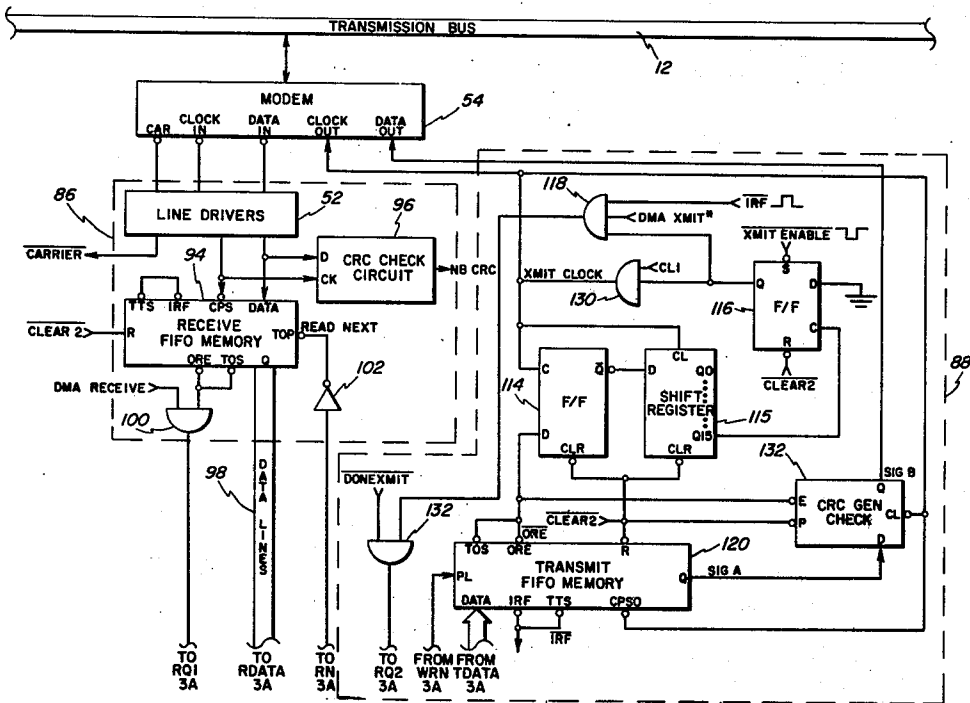 TRANSMISSION BUS
12
MODEM
54
CAR
CLOCK IN
DATA IN
CLOCK OUT
DATA OUT
86
LINE DRIVERS
52
118
IRF
DMA XMIT*
96
XMIT ENABLE
CARRIER
D
CK
CRC CHECK CIRCUIT
NB CRC
XMIT CLOCK
CL1
130
S
Q
D
F/F
116
C
R
CLEAR2
94
TTS
IRF
CPS
DATA
CLEAR 2
R
RECEIVE FIFO MEMORY
TOP
READ NEXT
ORE
TOS
Q
DMA RECEIVE
100
102
114
C
Q
F/F
D
CLR
CL
D
Q0
SHIFT REGISTER
115
Q15
CLR
88
98
DATA LINES
DONEXMIT
132
CLEAR2
132
SIG B
Q
E
CRC GEN CHECK
CL
P
D
TOS
ORE
ORE
R
120
PL
TRANSMIT FIFO MEMORY
Q
SIG A
DATA
IRF
TTS
CPSO
IRF
TO RQ1 3A
TO RDATA 3A
TO RN 3A
TO RQ2 3A
FROM WRN 3A
FROM TDATA 3A